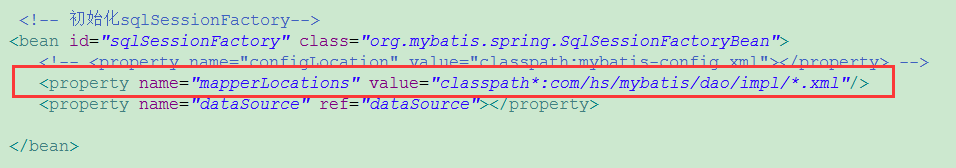 <!-- 初始化sqlSessionFactory-->
<bean id="sqlSessionFactory" class="org.mybatis.spring.SqlSessionFactoryBean">
<!-- <property name="configLocation" value="classpath:mybatis-config.xml"></property> -->
<property name="mapperLocations" value="classpath*:com/hs/mybatis/dao/impl/*.xml"/>
<property name="dataSource" ref="dataSource"></property>
</bean>